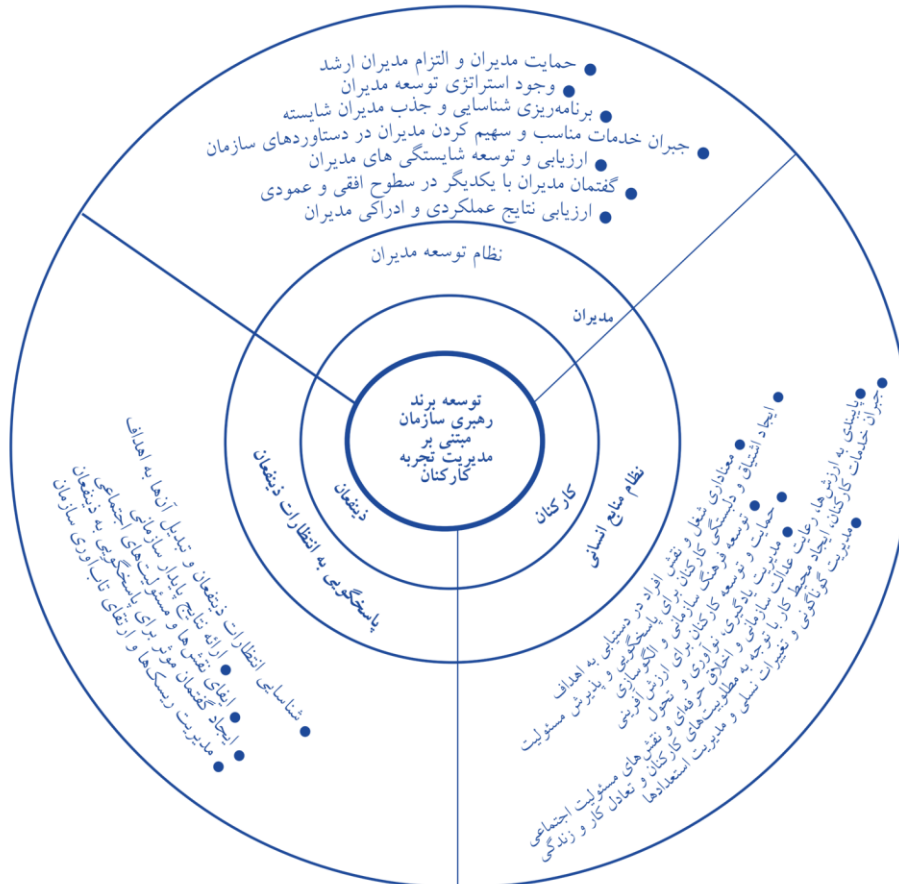 حمایت مدیران و التزام مدیران ارشد
وجود استراتژی توسعه مدیران
برنامه‌ریزی شناسایی و جذب مدیران شایسته
جبران خدمات مناسب و سهیم کردن مدیران در دستاوردهای سازمان
ارزیابی و توسعه شایستگی های مدیران
گفتمان مدیران با یکدیگر در سطوح افقی و عمودی
ارزیابی نتایج عملکردی و ادراکی مدیران
نظام توسعه مدیران
مدیران
توسعه برند
رهبری سازمان
مبتنی بر
مدیریت تجربه
کارکنان
کارکنان
نظام منابع انسانی
معناداری شغل و نقش افراد در دستیابی به اهداف
ایجاد اشتیاق و دلبستگی کارکنان برای پاسخگویی و پذیرش مسئولیت
توسعه فرهنگ سازمانی و الگوسازی
حمایت و توسعه کارکنان برای ارزش آفرینی
مدیریت یادگیری، نوآوری و تحول
پایبندی به ارزش‌ها، رعایت عدالت سازمانی و اخلاق حرفه‌ای و نقش‌های مسئولیت اجتماعی
جبران خدمات کارکنان، ایجاد محیط کار با توجه به مطلوبیت‌های کارکنان و تعادل کار و زندگی
مدیریت گوناگونی و تغییرات نسلی و مدیریت استعدادها
ذینفعان
پاسخگویی به انتظارات ذینفعان
شناسایی انتظارات ذینفعان و تبدیل آن‌ها به اهداف
ارائه نتایج پایدار سازمانی
ایفای نقش‌ها و مسئولیت‌های اجتماعی
ایجاد گفتمان موثر برای پاسخگویی به ذینفعان
مدیریت ریسک‌ها و ارتقای تاب‌آوری سازمان